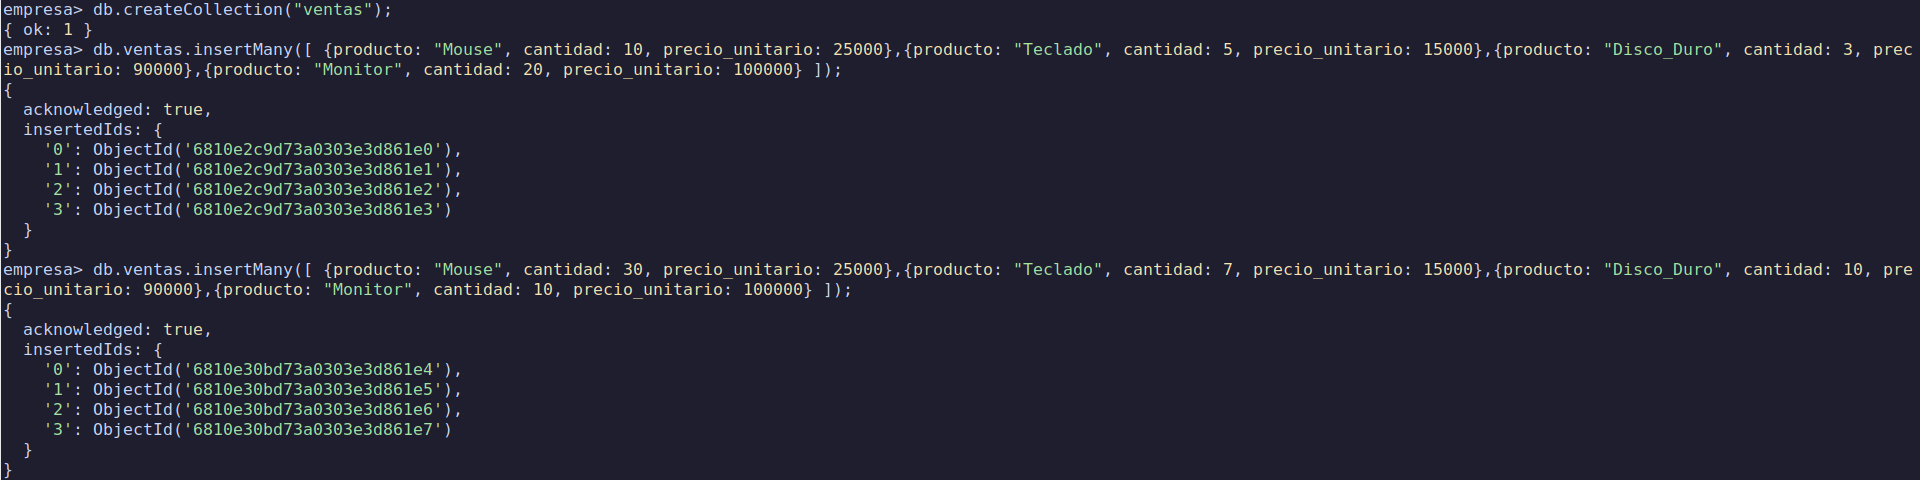 empresa> db.createCollection("ventas");
{ ok: 1 }
empresa> db.ventas.insertMany([ {producto: "Mouse", cantidad: 10, precio_unitario: 25000},{producto: "Teclado", cantidad: 5, precio_unitario: 15000},{producto: "Disco_Duro", cantidad: 3, prec
io_unitario: 90000},{producto: "Monitor", cantidad: 20, precio_unitario: 100000} ]);
{
  acknowledged: true,
  insertedIds: {
    '0': ObjectId('6810e2c9d73a0303e3d861e0'),
    '1': ObjectId('6810e2c9d73a0303e3d861e1'),
    '2': ObjectId('6810e2c9d73a0303e3d861e2'),
    '3': ObjectId('6810e2c9d73a0303e3d861e3')
  }
}
empresa> db.ventas.insertMany([ {producto: "Mouse", cantidad: 30, precio_unitario: 25000},{producto: "Teclado", cantidad: 7, precio_unitario: 15000},{producto: "Disco_Duro", cantidad: 10, pre
cio_unitario: 90000},{producto: "Monitor", cantidad: 10, precio_unitario: 100000} ]);
{
  acknowledged: true,
  insertedIds: {
    '0': ObjectId('6810e30bd73a0303e3d861e4'),
    '1': ObjectId('6810e30bd73a0303e3d861e5'),
    '2': ObjectId('6810e30bd73a0303e3d861e6'),
    '3': ObjectId('6810e30bd73a0303e3d861e7')
  }
}